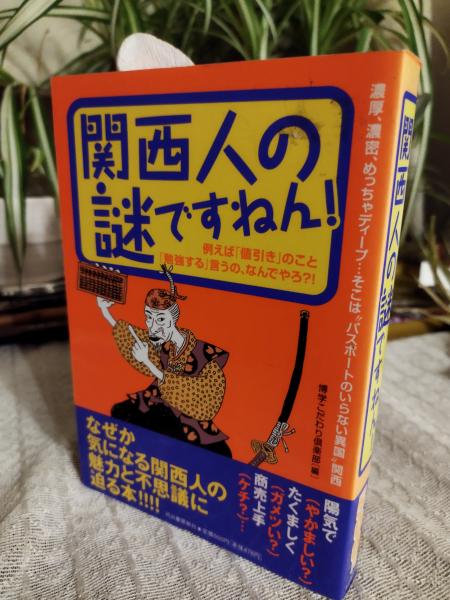 濃厚、濃密、めっちゃディープ…そこは“パスポートのいらない異国”関西
関西人の
謎ですねん!
例えば「値引き」のこと
「勉強する」言うの、なんでやろ?!
博学こだわり倶楽部[編]
なぜか
気になる関西人の
魅力と不思議に
迫る本!!!!
陽気で
(やかましい?)
たくましく
(ガメツい?)
商売上手
(ケチ?)…
関西人の謎ですねん